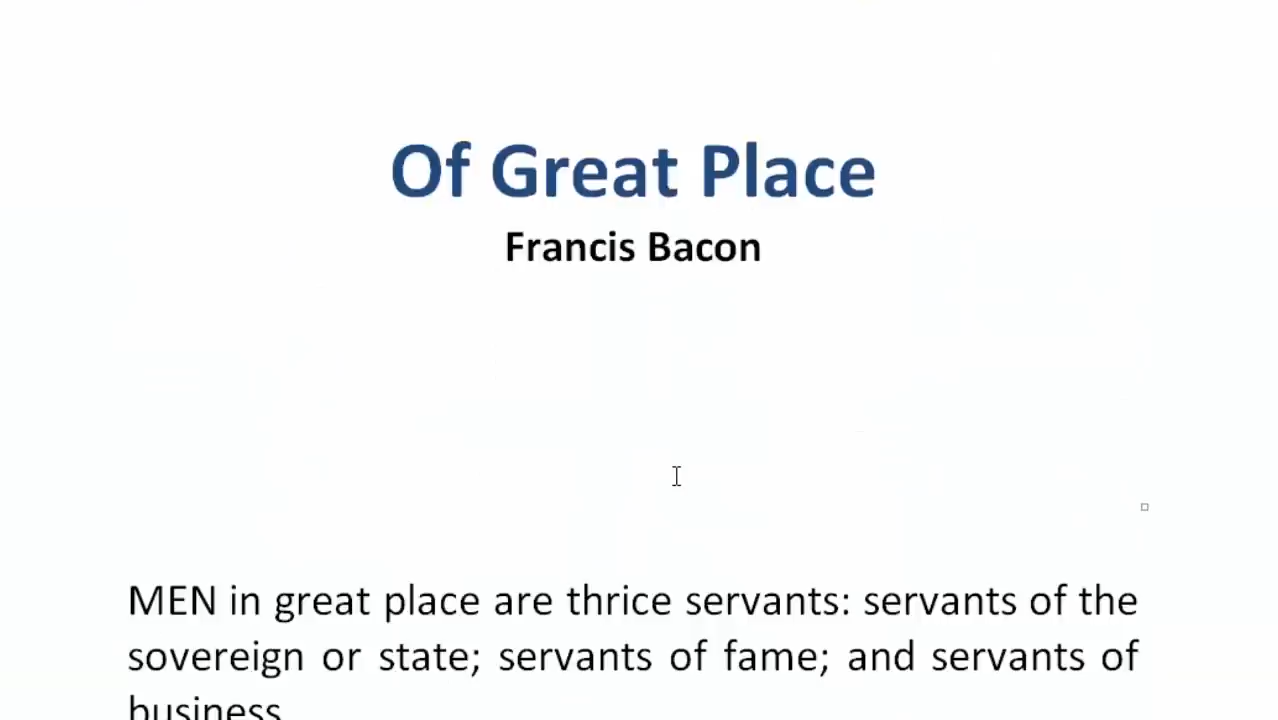 Of Great Place
Francis Bacon
MEN in great place are thrice servants: servants of the
sovereign or state; servants of fame; and servants of
business